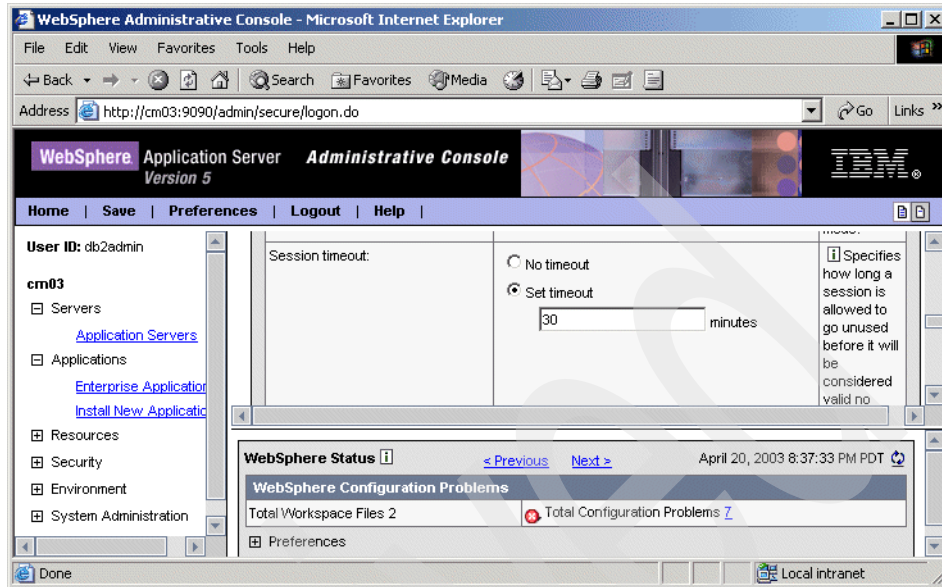 WebSphere Administrative Console - Microsoft Internet Explorer
File Edit View Favorites Tools Help
Back Search Favorites Media
Address http://cm03:9090/admin/secure/logon.do Go Links »
WebSphere. Application Server Administrative Console
Version 5
IBM®
Home | Save | Preferences | Logout | Help |
User ID: db2admin
cm03
Servers
Application Servers
Applications
Enterprise Application
Install New Applicatio
Resources
Security
Environment
System Administration
mode.
Session timeout:
No timeout
Set timeout
30 minutes
i Specifies
how long a
session is
allowed to
go unused
before it will
be
considered
valid no
WebSphere Status i < Previous Next > April 20, 2003 8:37:33 PM PDT
WebSphere Configuration Problems
Total Workspace Files 2 Total Configuration Problems 7
Preferences
Done Local intranet